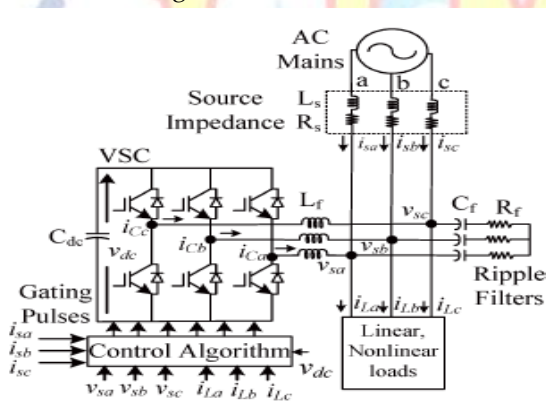 AC
Mains
a b c
Source
Impedance
Ls
Rs
isa isb isc
VSC
iCc
iCb
iCa
Lf
Cf Rf
vsc
vsb
vsa
Cdc
vdc
Ripple
Filters
Gating
Pulses
isa
isb
isc
iLa iLb iLc
Linear,
Nonlinear
loads
Control Algorithm
vdc
vsa vsb vsc iLa iLb iLc